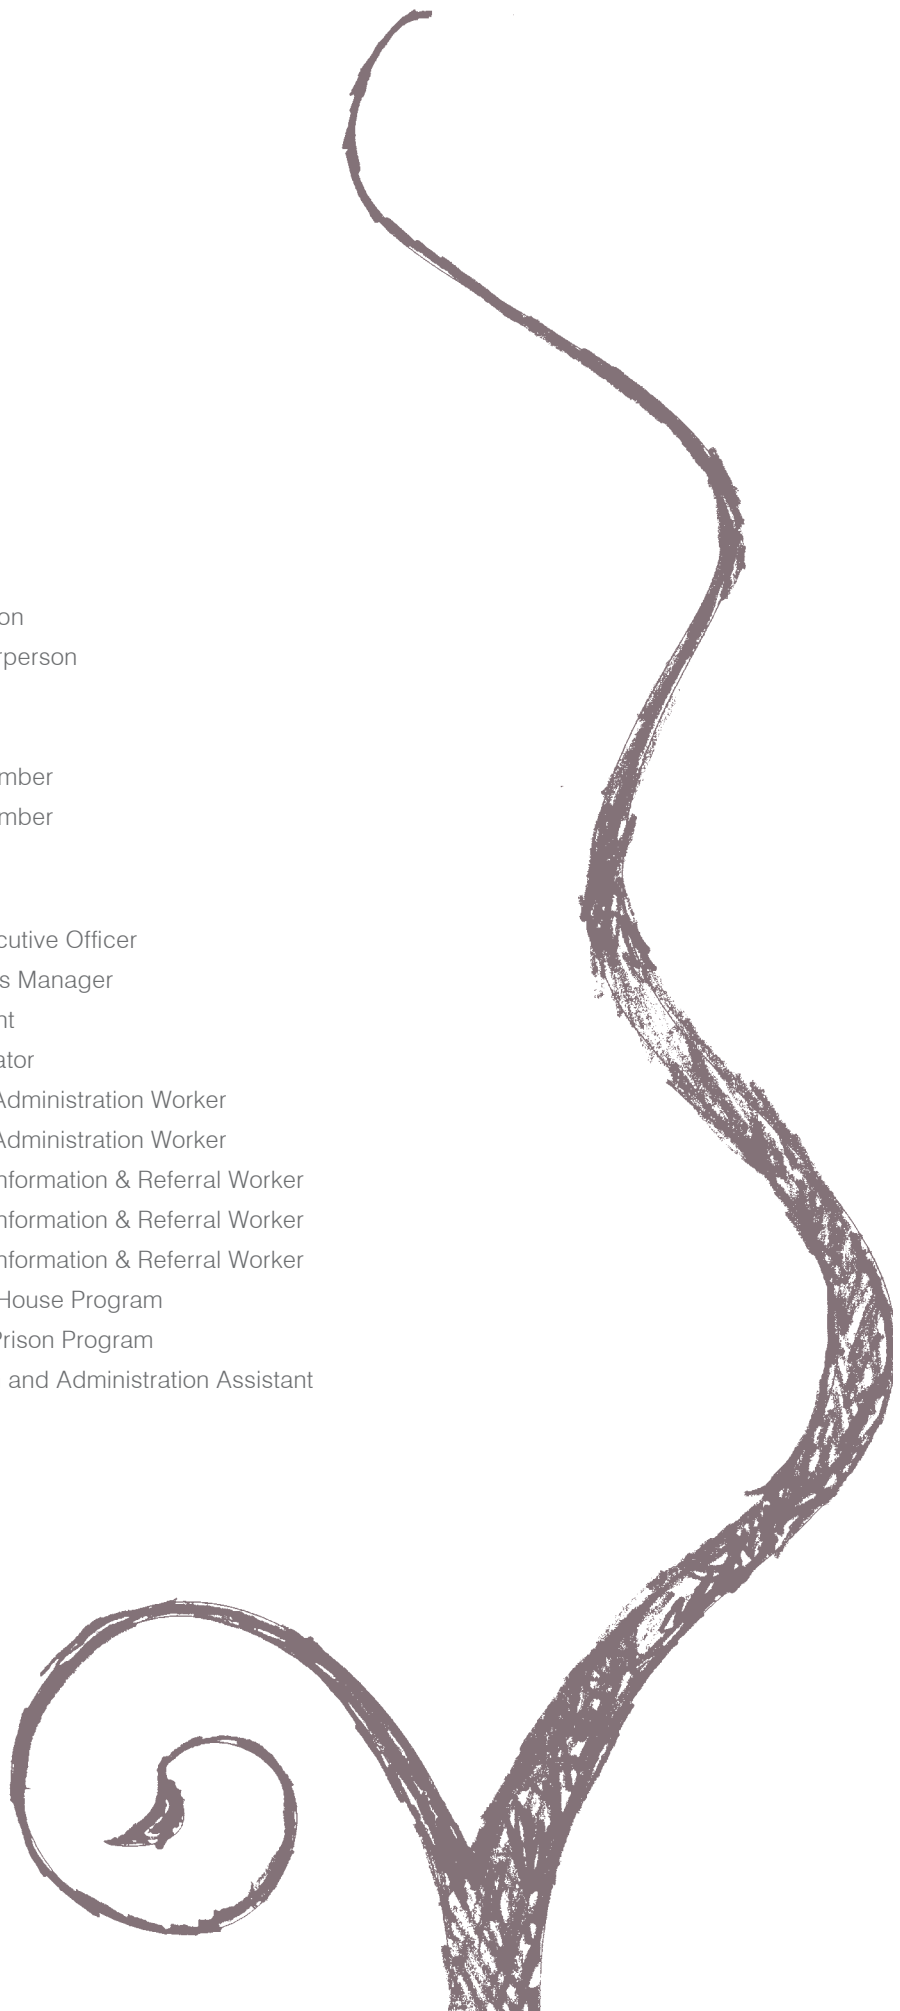 on
rperson
mber
mber
cutive Officer
s Manager
nt
ator
Administration Worker
Administration Worker
nformation & Referral Worker
nformation & Referral Worker
nformation & Referral Worker
House Program
Prison Program
and Administration Assistant